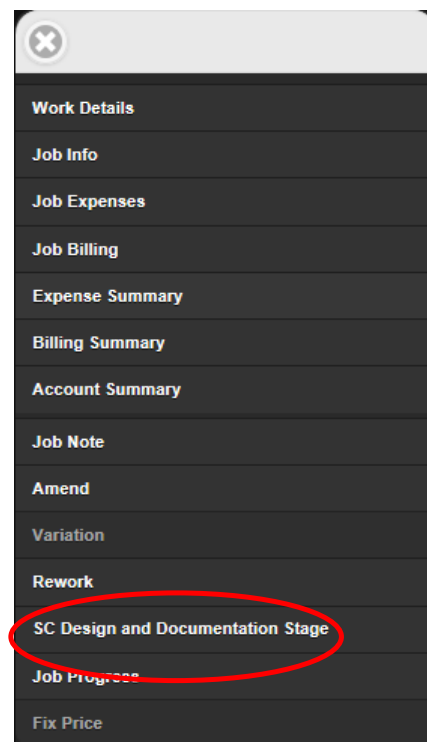 Work Details
Job Info
Job Expenses
Job Billing
Expense Summary
Billing Summary
Account Summary
Job Note
Amend
Variation
Rework
SC Design and Documentation Stage
Job Progress
Fix Price